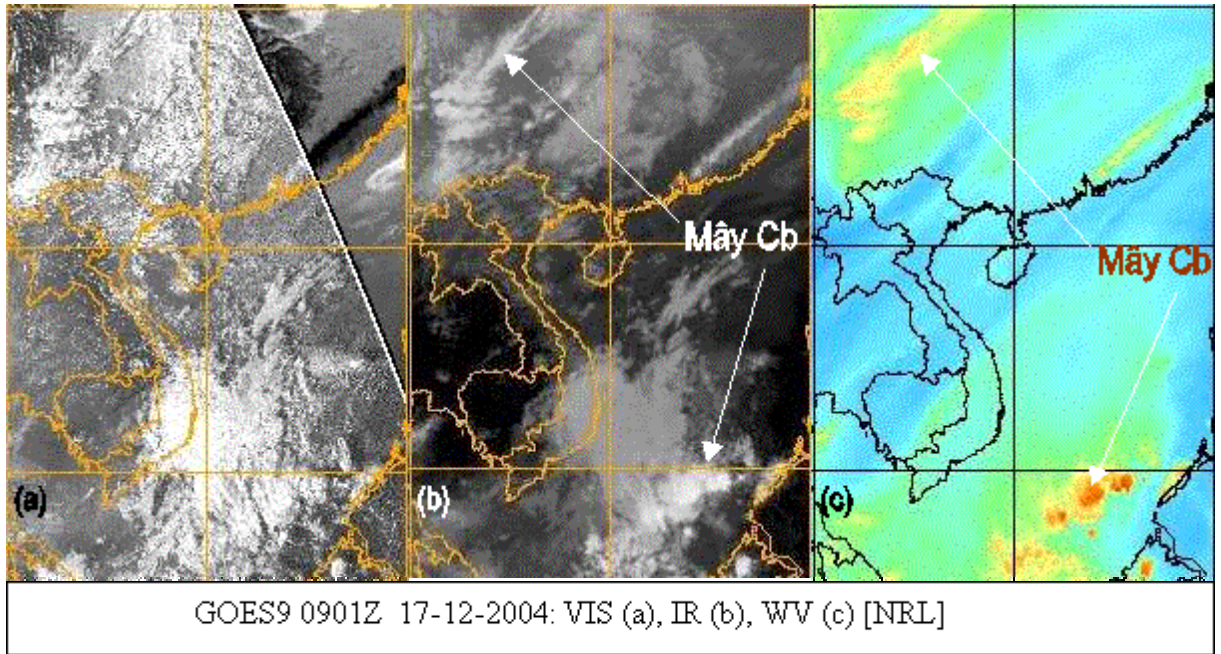 Mây Cb
Mây Cb
(a)
(b)
(c)
GOES9 0901Z 17-12-2004: VIS (a), IR (b), WV (c) [NRL]